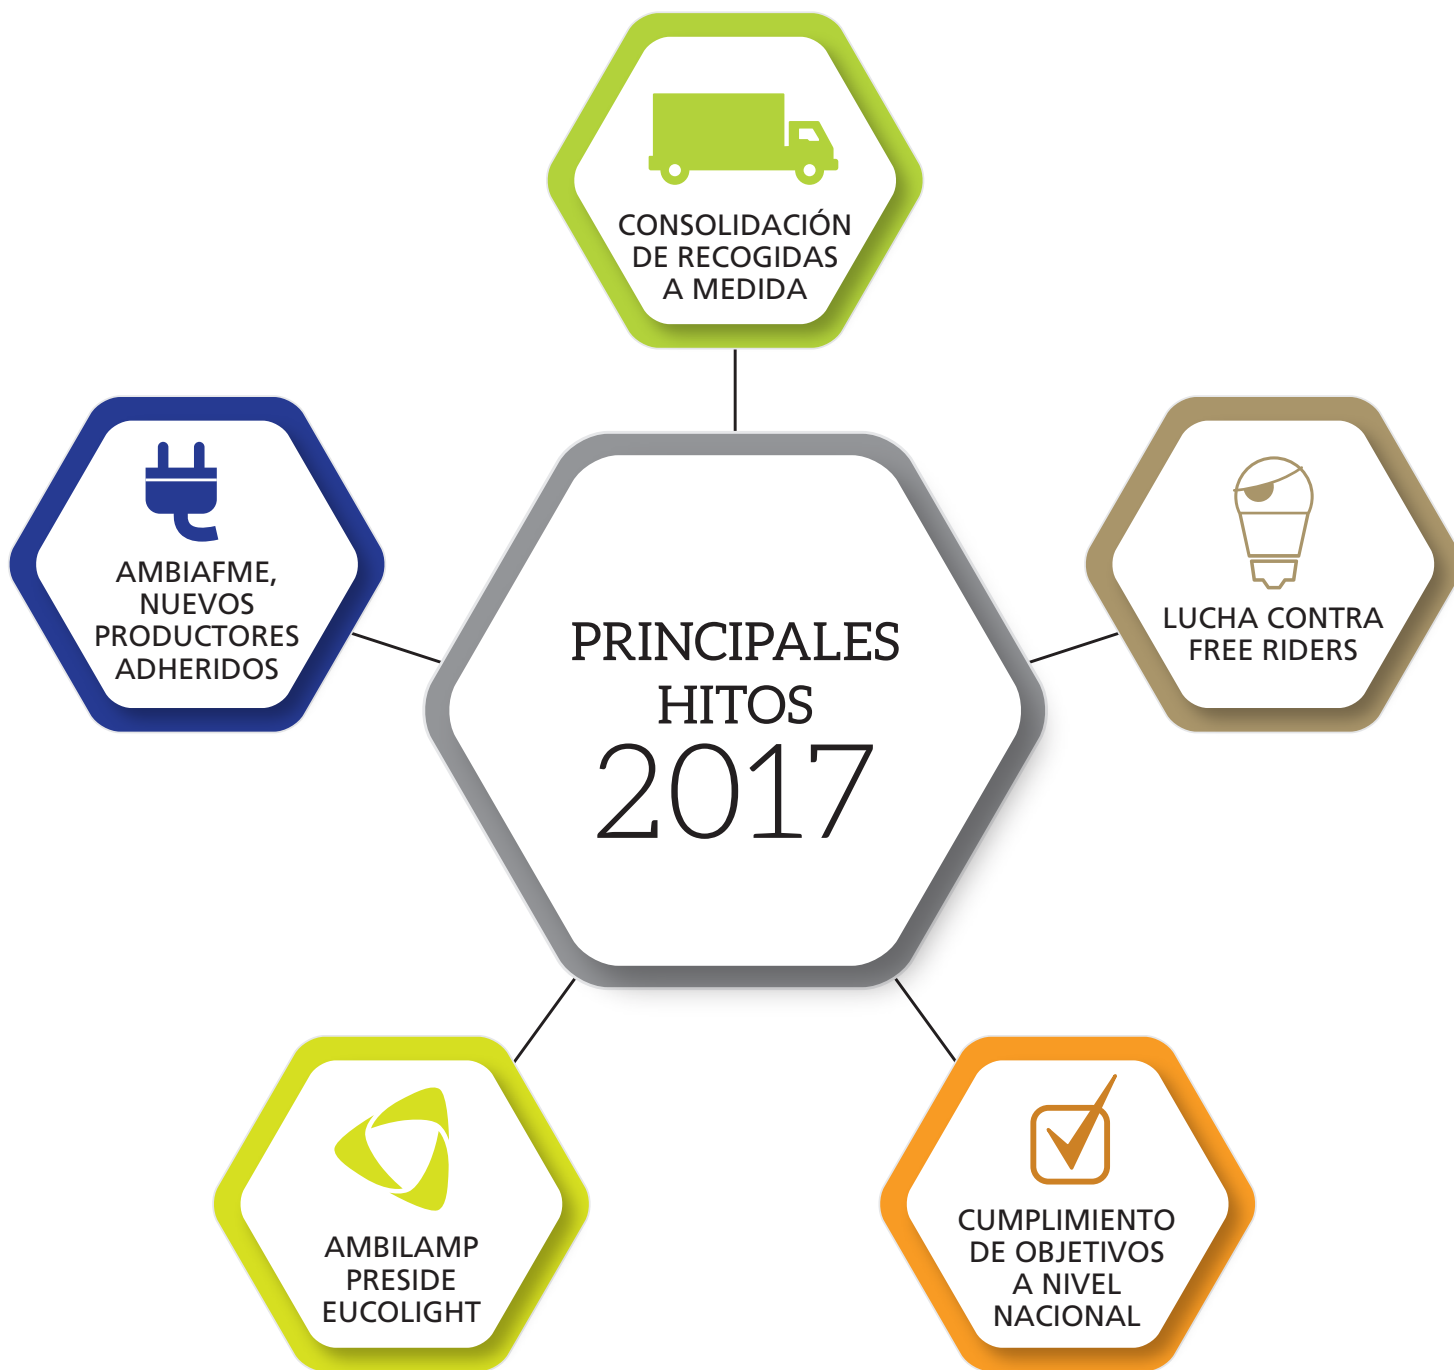 CONSOLIDACIÓN
DE RECOGIDAS
A MEDIDA
AMBIAFME,
NUEVOS
PRODUCTORES
ADHERIDOS
LUCHA CONTRA
FREE RIDERS
PRINCIPALES
HITOS
2017
AMBILAMP
PRESIDE
EUCOLIGHT
CUMPLIMIENTO
DE OBJETIVOS
A NIVEL
NACIONAL